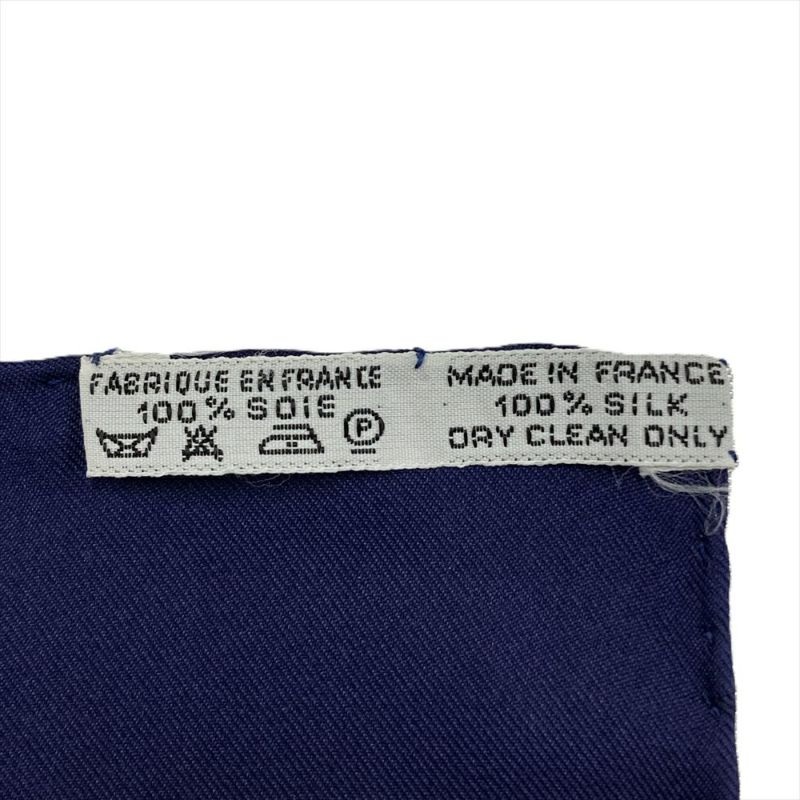 FABRIQUE EN FRANCE
100% SOIE
P
MADE IN FRANCE
100% SILK
DRY CLEAN ONLY